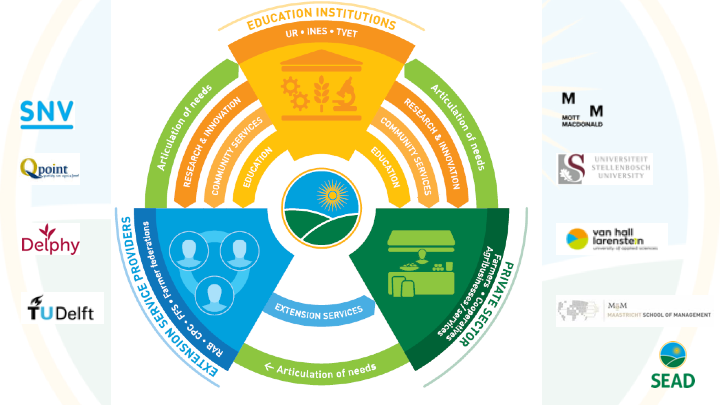 EDUCATION INSTITUTIONS
UR • INES • TVET
Articulation of needs
RESEARCH & INNOVATION
COMMUNITY SERVICES
EDUCATION
EDUCATION
COMMUNITY SERVICES
RESEARCH & INNOVATION
Articulation of needs
EXTENSION SERVICE PROVIDERS
RAB • CPC • FFS • Farmer federations
PRIVATE SECTOR
Farmers • Cooperatives
Agribusinesses / services
EXTENSION SERVICES
← Articulation of needs
SNV
Qpoint
Delphy
TUDelft
M
M
MOTT
MACDONALD
UNIVERSITEIT
STELLENBOSCH
UNIVERSITY
van hall
larenstein
university of applied sciences
MSM
MAASTRICHT SCHOOL OF MANAGEMENT
SEAD